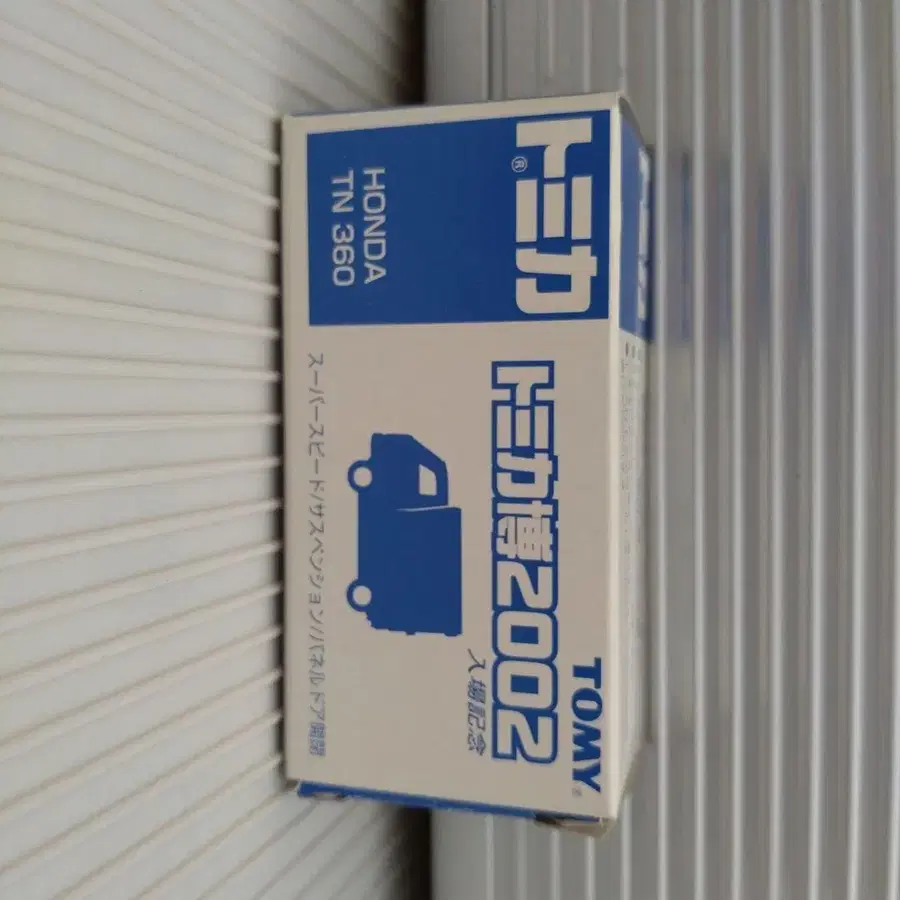 トミカ®
HONDA
TN 360
TOMY
トミカ博2002
入場記念
スーパースピード/サスペンション/パネルドア開閉